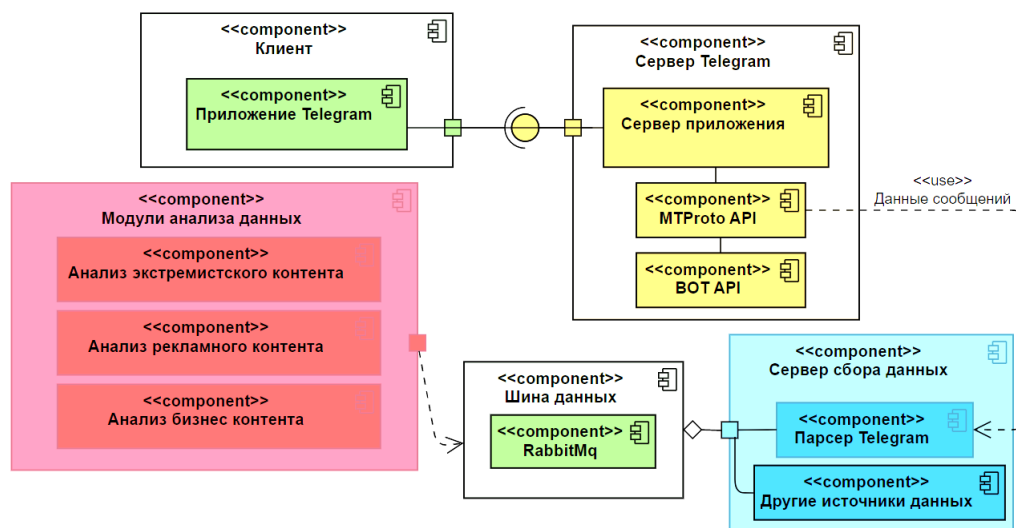 <<component>>
Клиент
<<component>>
Приложение Telegram
<<component>>
Сервер Telegram
<<component>>
Сервер приложения
<<component>>
MTProto API
<<component>>
BOT API
<<use>>
Данные сообщений
<<component>>
Модули анализа данных
<<component>>
Анализ экстремистского контента
<<component>>
Анализ рекламного контента
<<component>>
Анализ бизнес контента
<<component>>
Шина данных
<<component>>
RabbitMq
<<component>>
Сервер сбора данных
<<component>>
Парсер Telegram
<<component>>
Другие источники данных